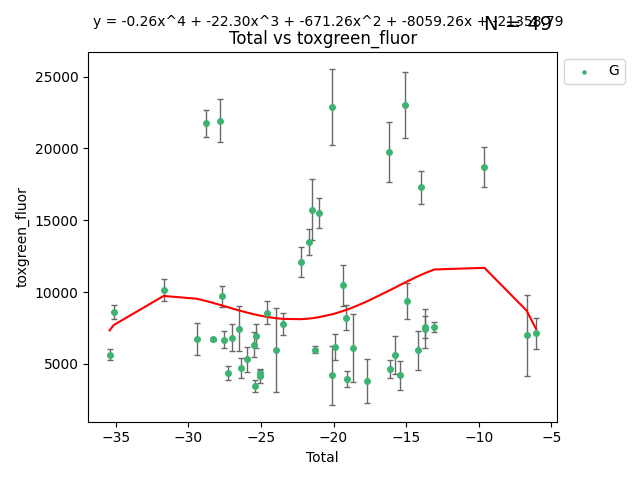 y = -0.26x^4 + -22.30x^3 + -671.26x^2 + -8059.26x +
N = 49
Total vs toxgreen_fluor
G
25000
20000
15000
10000
5000
toxgreen_fluor
−35 −30 −25 −20 −15 −10 −5
Total